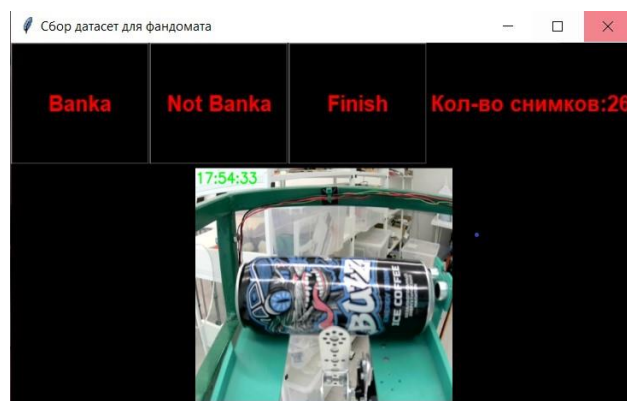 Сбор датасет для фандомата
Banka
Not Banka
Finish
Кол-во снимков:26
17:54:33
BUZZ
ICE COFFEE